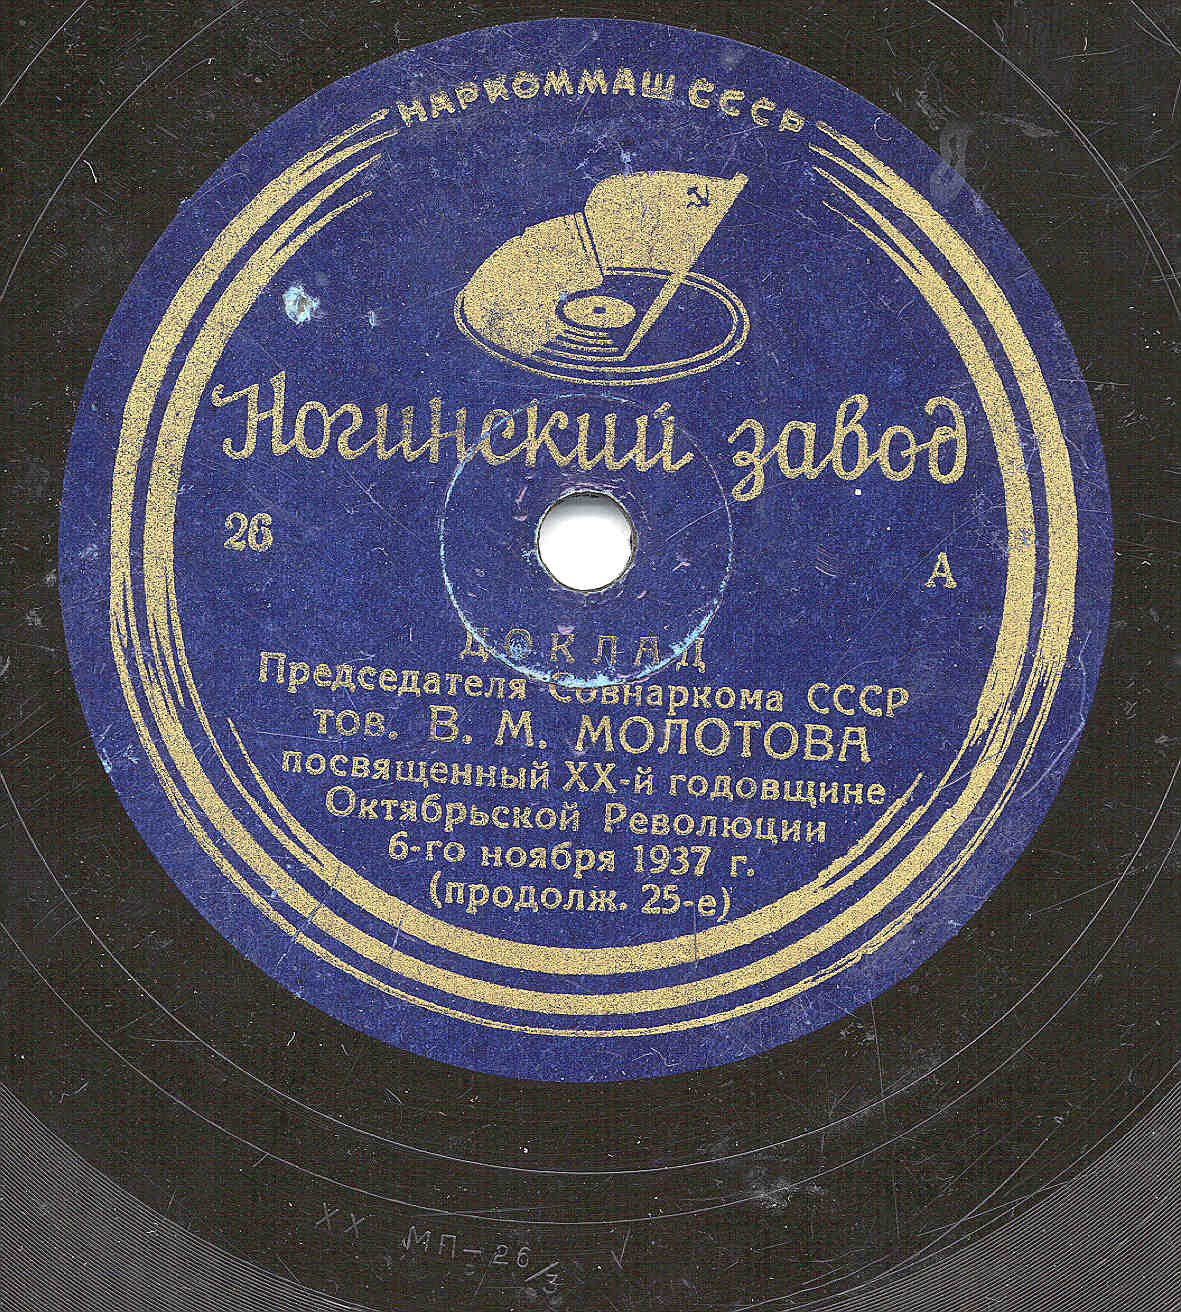 НАРКОММАШ СССР
Ногинский завод
26
А
ДОКЛАД
Председателя Совнаркома СССР
тов. В. М. МОЛОТОВА
посвященный XX-й годовщине
Октябрьской Революции
6-го ноября 1937 г.
(продолж. 25-е)
XX МП-26/3 √